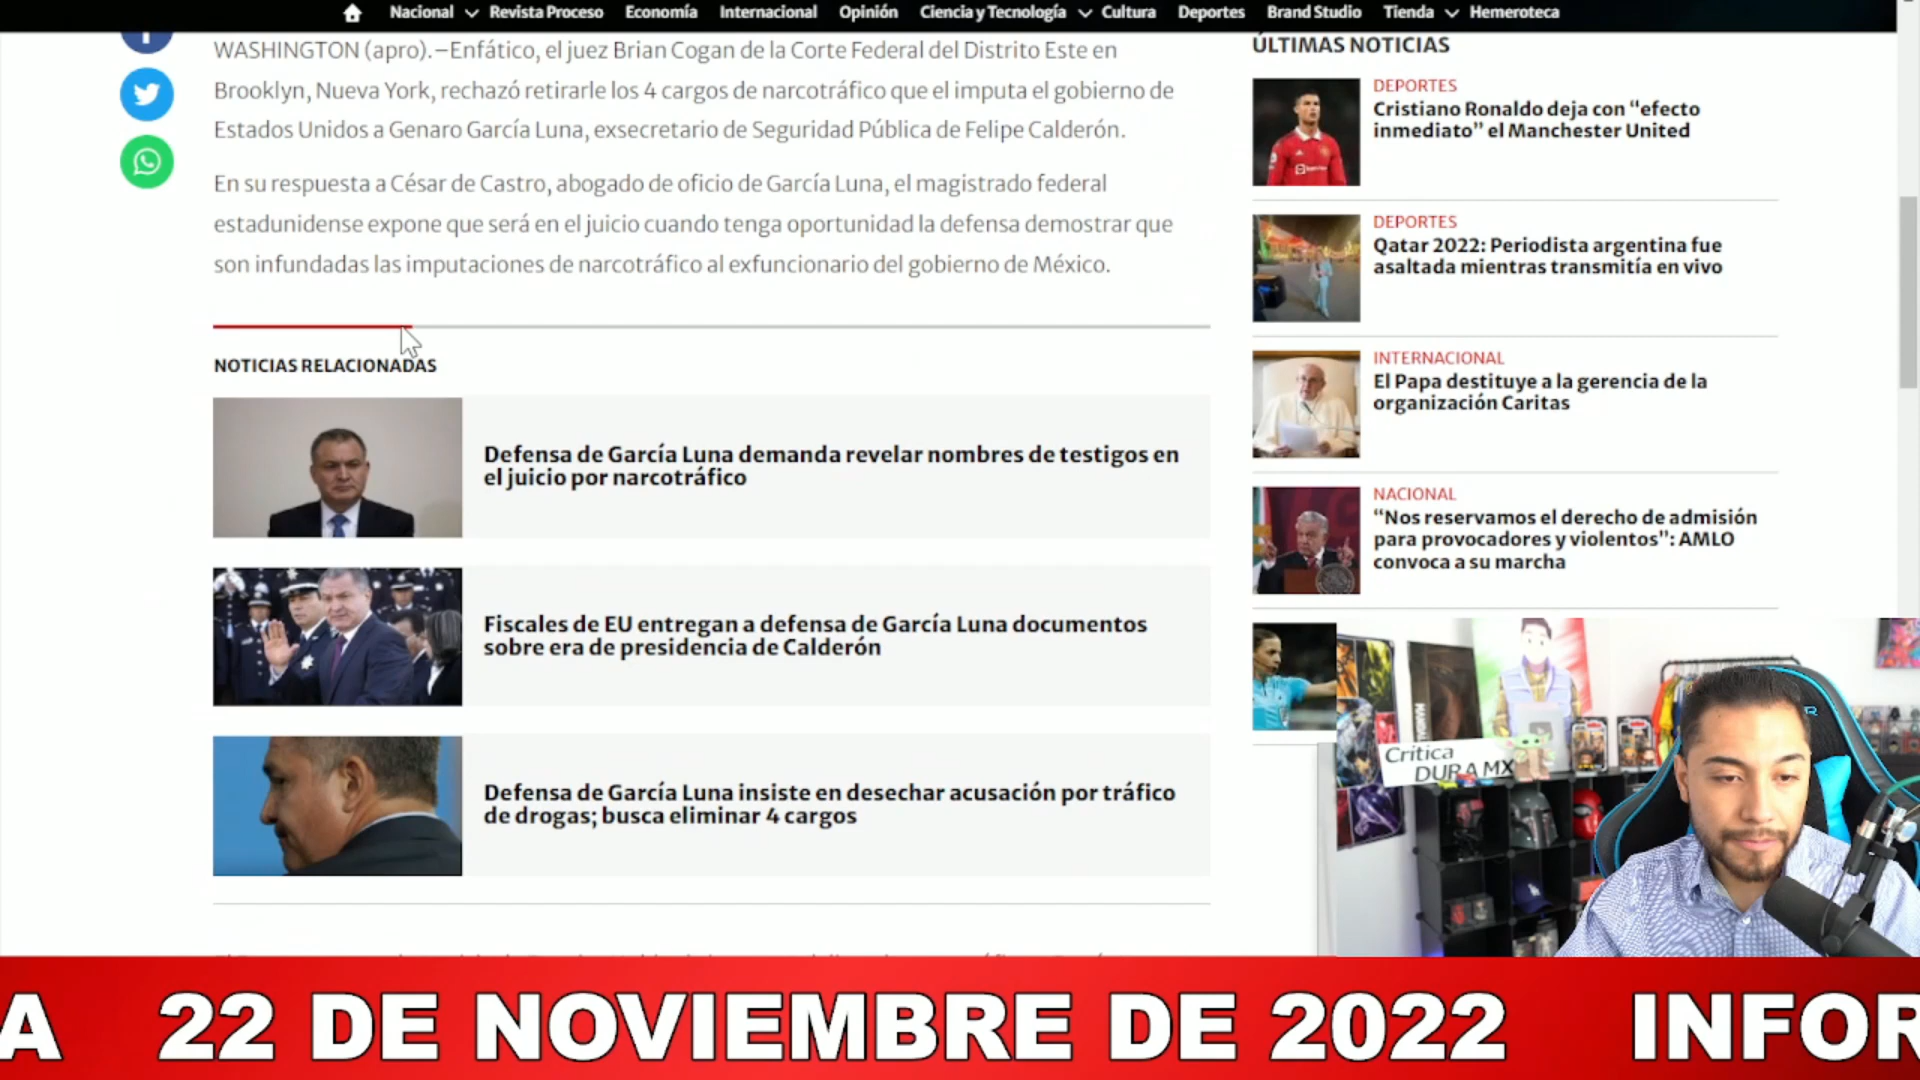 Nacional
Revista Proceso
Economía
Internacional
Opinión
Ciencia y Tecnología
Cultura
Deportes
Brand Studio
Tienda
Hemeroteca
WASHINGTON (apro).–Enfático, el juez Brian Cogan de la Corte Federal del Distrito Este en
Brooklyn, Nueva York, rechazó retirarle los 4 cargos de narcotráfico que el imputa el gobierno de
Estados Unidos a Genaro García Luna, exsecretario de Seguridad Pública de Felipe Calderón.
En su respuesta a César de Castro, abogado de oficio de García Luna, el magistrado federal
estadunidense expone que será en el juicio cuando tenga oportunidad la defensa demostrar que
son infundadas las imputaciones de narcotráfico al exfuncionario del gobierno de México.
NOTICIAS RELACIONADAS
Defensa de García Luna demanda revelar nombres de testigos en
el juicio por narcotráfico
Fiscales de EU entregan a defensa de García Luna documentos
sobre era de presidencia de Calderón
Defensa de García Luna insiste en desechar acusación por tráfico
de drogas; busca eliminar 4 cargos
ÚLTIMAS NOTICIAS
DEPORTES
Cristiano Ronaldo deja con “efecto
inmediato” el Manchester United
DEPORTES
Qatar 2022: Periodista argentina fue
asaltada mientras transmitía en vivo
INTERNACIONAL
El Papa destituye a la gerencia de la
organización Caritas
NACIONAL
“Nos reservamos el derecho de admisión
para provocadores y violentos”: AMLO
convoca a su marcha
Critica
DURA MX
A 22 DE NOVIEMBRE DE 2022 INFOR